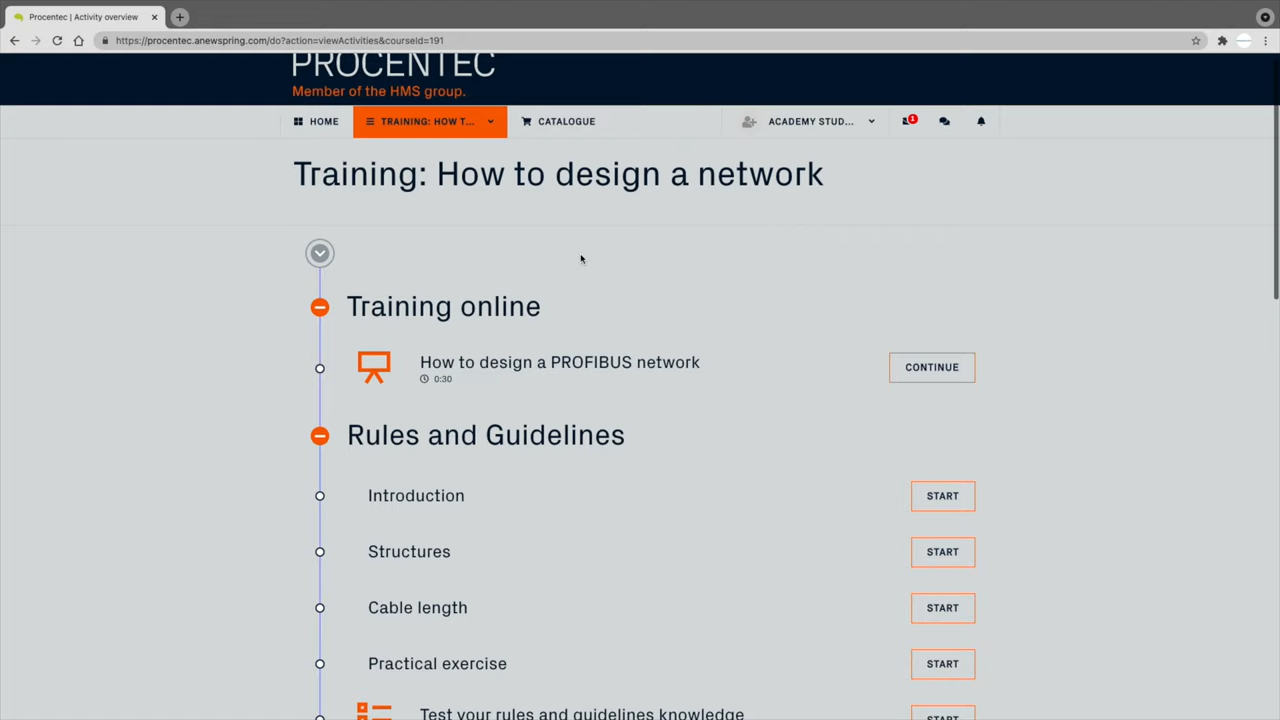 Procentec | Activity overview
https://procentec.anewspring.com/do?action=viewActivities&courseId=191
PROCENTEC
Member of the HMS group.
HOME
TRAINING: HOW T...
CATALOGUE
ACADEMY STUD...
1
Training: How to design a network
Training online
How to design a PROFIBUS network
CONTINUE
0:30
Rules and Guidelines
Introduction
START
Structures
START
Cable length
START
Practical exercise
START
Test your rules and guidelines knowledge
START